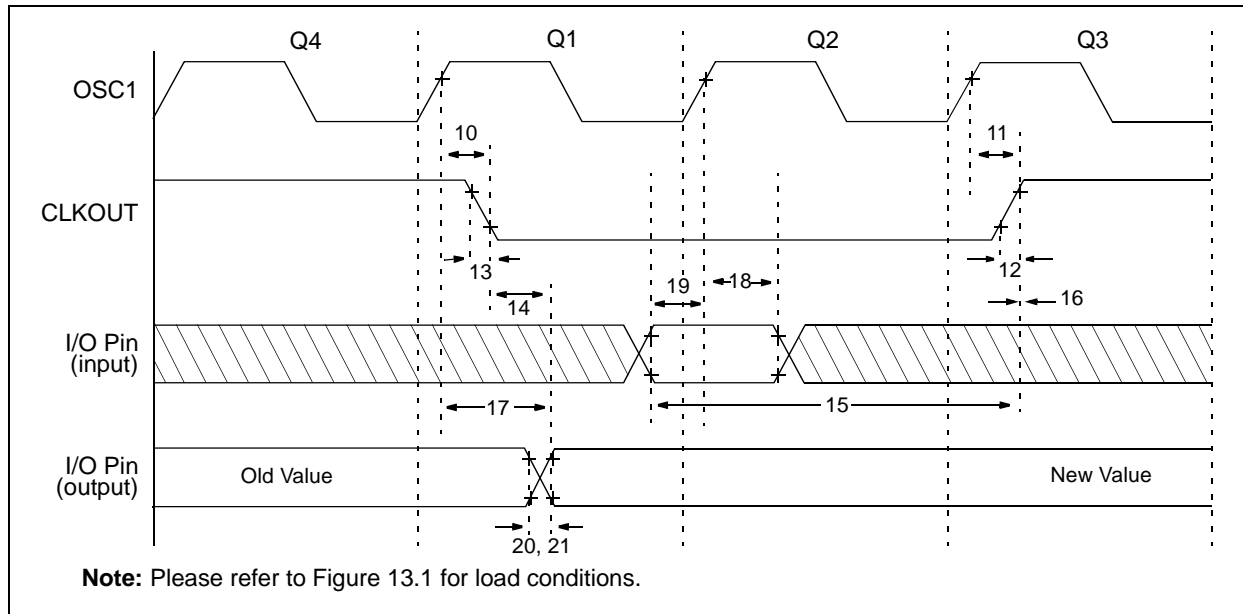 Q4 Q1 Q2 Q3
OSC1
10 11
CLKOUT
13 12
14 19 18 16
I/O Pin
(input)
17 15
I/O Pin
(output)
Old Value New Value
20, 21
Note: Please refer to Figure 13.1 for load conditions.